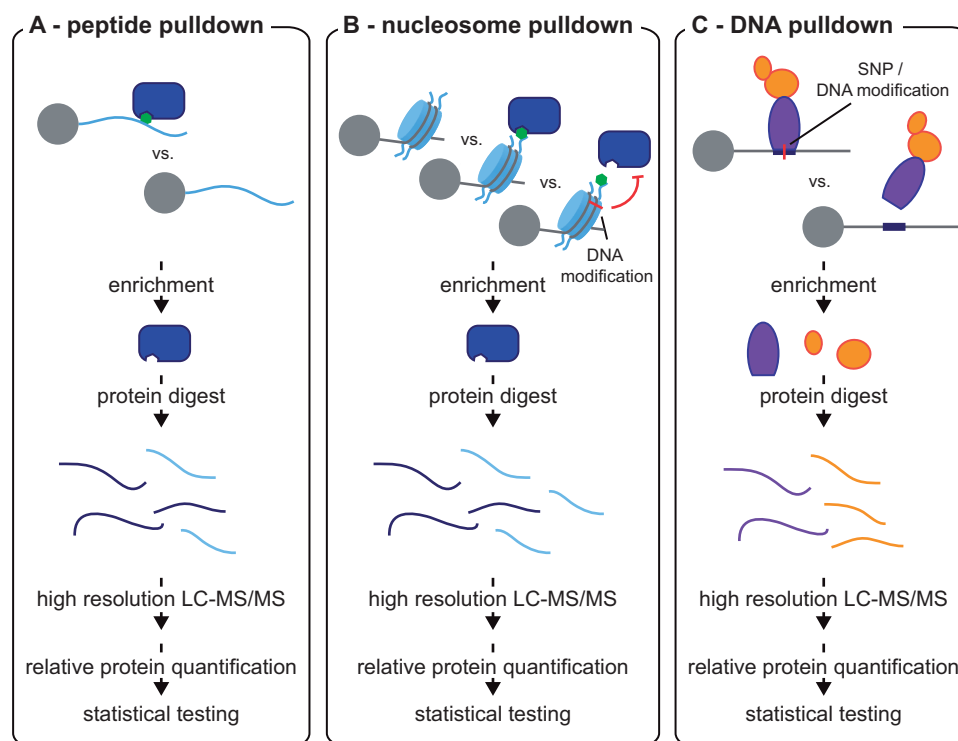 A - peptide pulldown
vs.
enrichment
protein digest
high resolution LC-MS/MS
relative protein quantification
statistical testing
B - nucleosome pulldown
vs.
vs.
DNA
modification
enrichment
protein digest
high resolution LC-MS/MS
relative protein quantification
statistical testing
C - DNA pulldown
SNP /
DNA modification
vs.
enrichment
protein digest
high resolution LC-MS/MS
relative protein quantification
statistical testing